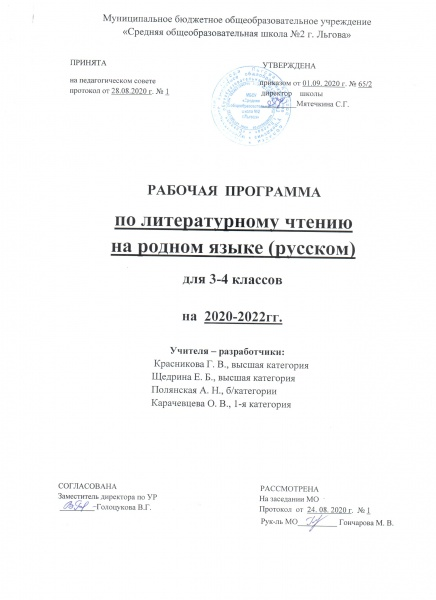 Муниципальное бюджетное общеобразовательное учреждение
«Средняя общеобразовательная школа №2 г. Льгова»
ПРИНЯТА
на педагогическом совете
протокол от 28.08.2020 г. № 1
УТВЕРЖДЕНА
приказом от 01.09. 2020 г. № 65/2
директор школы
Мятечкина С.Г.
РАБОЧАЯ ПРОГРАММА
по литературному чтению
на родном языке (русском)
для 3-4 классов
на 2020-2022гг.
Учителя – разработчики:
Красникова Г. В., высшая категория
Щедрина Е. Б., высшая категория
Полянская А. Н., б/категории
Карачевцева О. В., 1-я категория
СОГЛАСОВАНА
Заместитель директора по УР
Голоцукова В.Г.
РАССМОТРЕНА
На заседании МО
Протокол от 24. 08. 2020 г. № 1
Рук-ль МО Гончарова М. В.